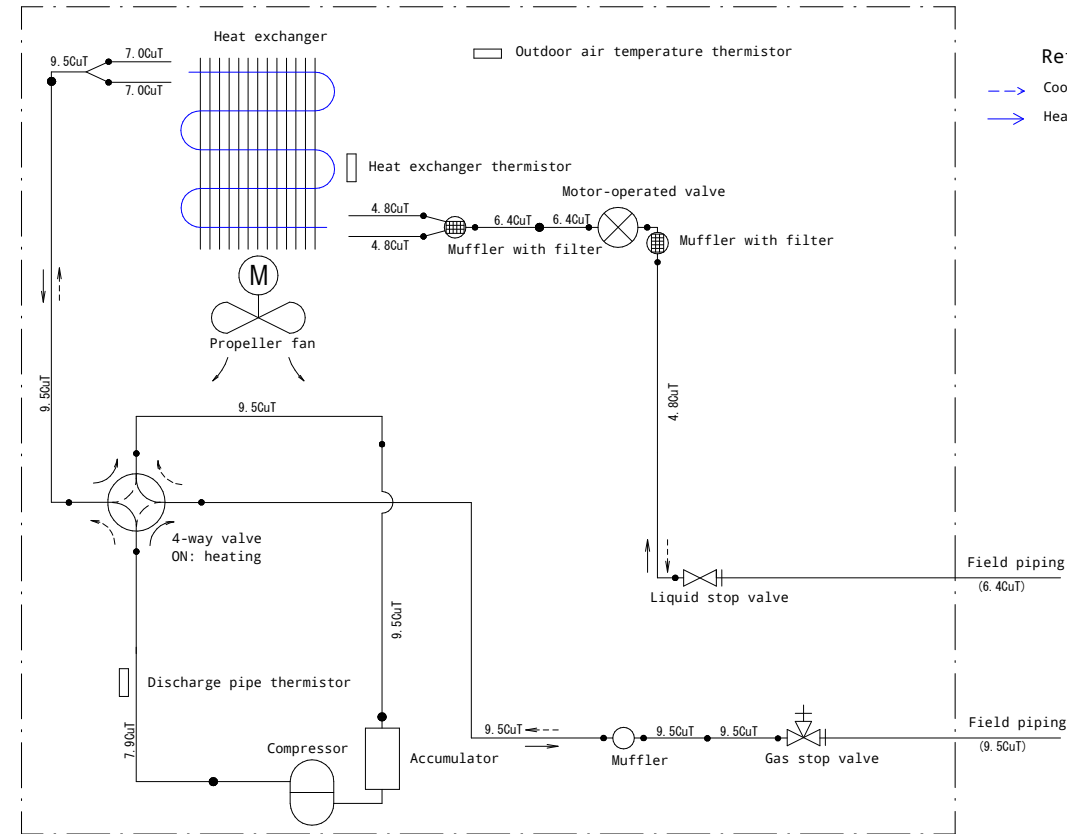 Heat exchanger
Outdoor air temperature thermistor
7.0CuT
9.5CuT
7.0CuT
Coo
Hea
Heat exchanger thermistor
Motor-operated valve
4.8CuT
6.4CuT
6.4CuT
4.8CuT
Muffler with filter
Muffler with filter
M
Propeller fan
9.5CuT
9.5CuT
4.8CuT
4-way valve
ON: heating
Field piping
(6.4CuT)
Liquid stop valve
9.5CuT
Discharge pipe thermistor
7.9CuT
Field piping
(9.5CuT)
9.5CuT
9.5CuT
9.5CuT
Compressor
Accumulator
Muffler
Gas stop valve